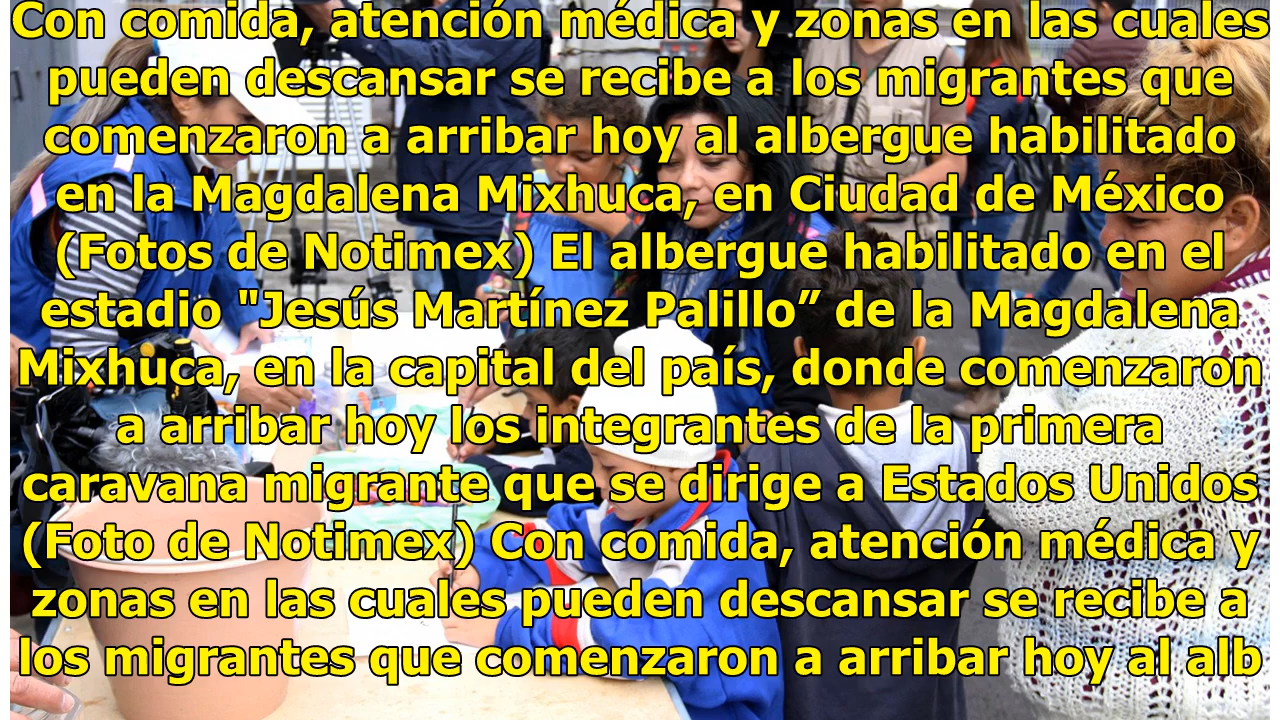 Con comida, atención médica y zonas en las cuales
pueden descansar se recibe a los migrantes que
comenzaron a arribar hoy al albergue habilitado
en la Magdalena Mixhuca, en Ciudad de México
(Fotos de Notimex) El albergue habilitado en el
estadio "Jesús Martínez Palillo” de la Magdalena
Mixhuca, en la capital del país, donde comenzaron
a arribar hoy los integrantes de la primera
caravana migrante que se dirige a Estados Unidos
(Foto de Notimex) Con comida, atención médica y
zonas en las cuales pueden descansar se recibe a
los migrantes que comenzaron a arribar hoy al alb